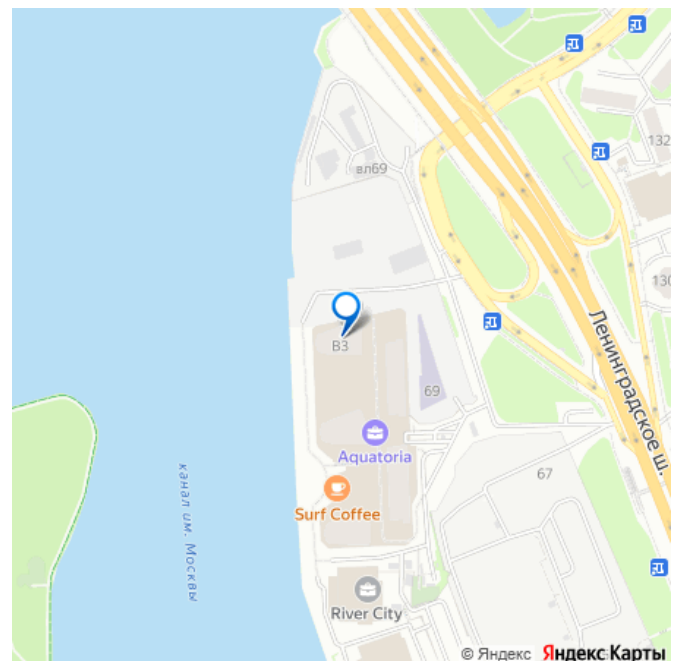 132
вл69
130
В3
69
Ленинградское ш.
Aquatoria
67
Surf Coffee
канал им. Москвы
River City
© Яндекс Яндекс Карты